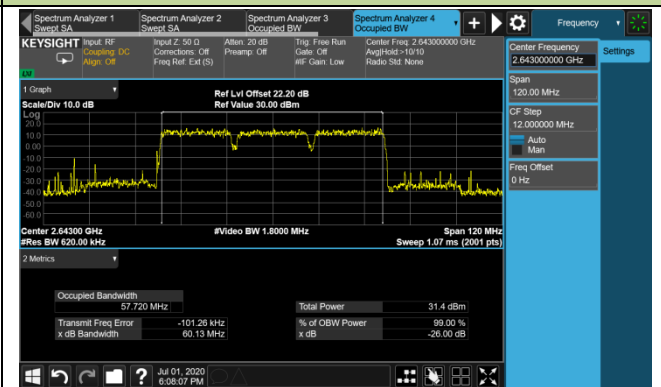 Spectrum Analyzer 1 Spectrum Analyzer 2 Spectrum Analyzer 3 Spectrum Analyzer 4 Frequency
Swept SA Swept SA Occupied BW Occupied BW
KEYSIGHT Input: RF Input Z: 50 Ω Atten: 20 dB Trig: Free Run Center Freq: 2.643000000 GHz
Coupling: DC Corrections: Off Preamp: Off Gate: Off Avg|Hold:>10/10
Align: Off Freq Ref: Ext (S) #IF Gain: Low Radio Std: None
LXI
Center Frequency
2.643000000 GHz
Settings
Span
120.00 MHz
CF Step
12.000000 MHz
Auto
Man
Freq Offset
0 Hz
1 Graph
Ref Lvl Offset 22.20 dB
Scale/Div 10.0 dB Ref Value 30.00 dBm
Log
20.0
10.0
0.00
-10.0
-20.0
-30.0
-40.0
-50.0
-60.0
Center 2.64300 GHz #Video BW 1.8000 MHz Span 120 MHz
#Res BW 620.00 kHz Sweep 1.07 ms (2001 pts)
2 Metrics
Occupied Bandwidth
57.720 MHz Total Power 31.4 dBm
Transmit Freq Error -101.26 kHz % of OBW Power 99.00 %
x dB Bandwidth 60.13 MHz x dB -26.00 dB
? Jul 01, 2020
6:08:07 PM